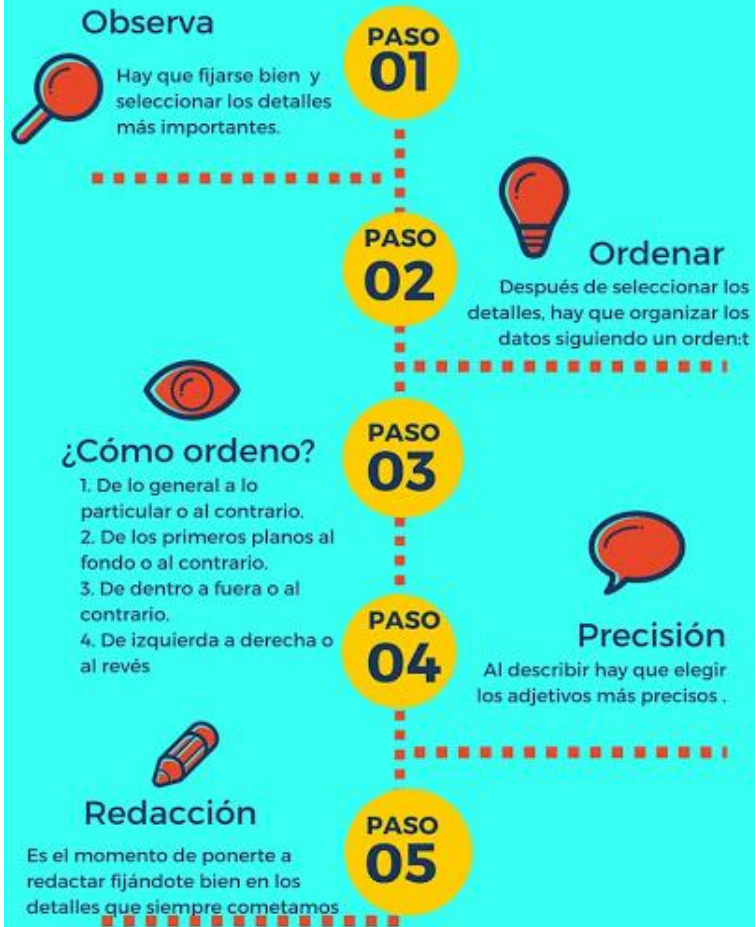 Observa
PASO
01
Hay que fijarse bien y
seleccionar los detalles
más importantes.
PASO
02
Ordenar
Después de seleccionar los
detalles, hay que organizar los
datos siguiendo un orden:t
PASO
03
¿Cómo ordeno?
1. De lo general a lo
particular o al contrario.
2. De los primeros planos al
fondo o al contrario.
3. De dentro a fuera o al
contrario.
4. De izquierda a derecha o
al revés
PASO
04
Precisión
Al describir hay que elegir
los adjetivos más precisos .
Redacción
PASO
05
Es el momento de ponerte a
redactar fijándote bien en los
detalles que siempre cometamos